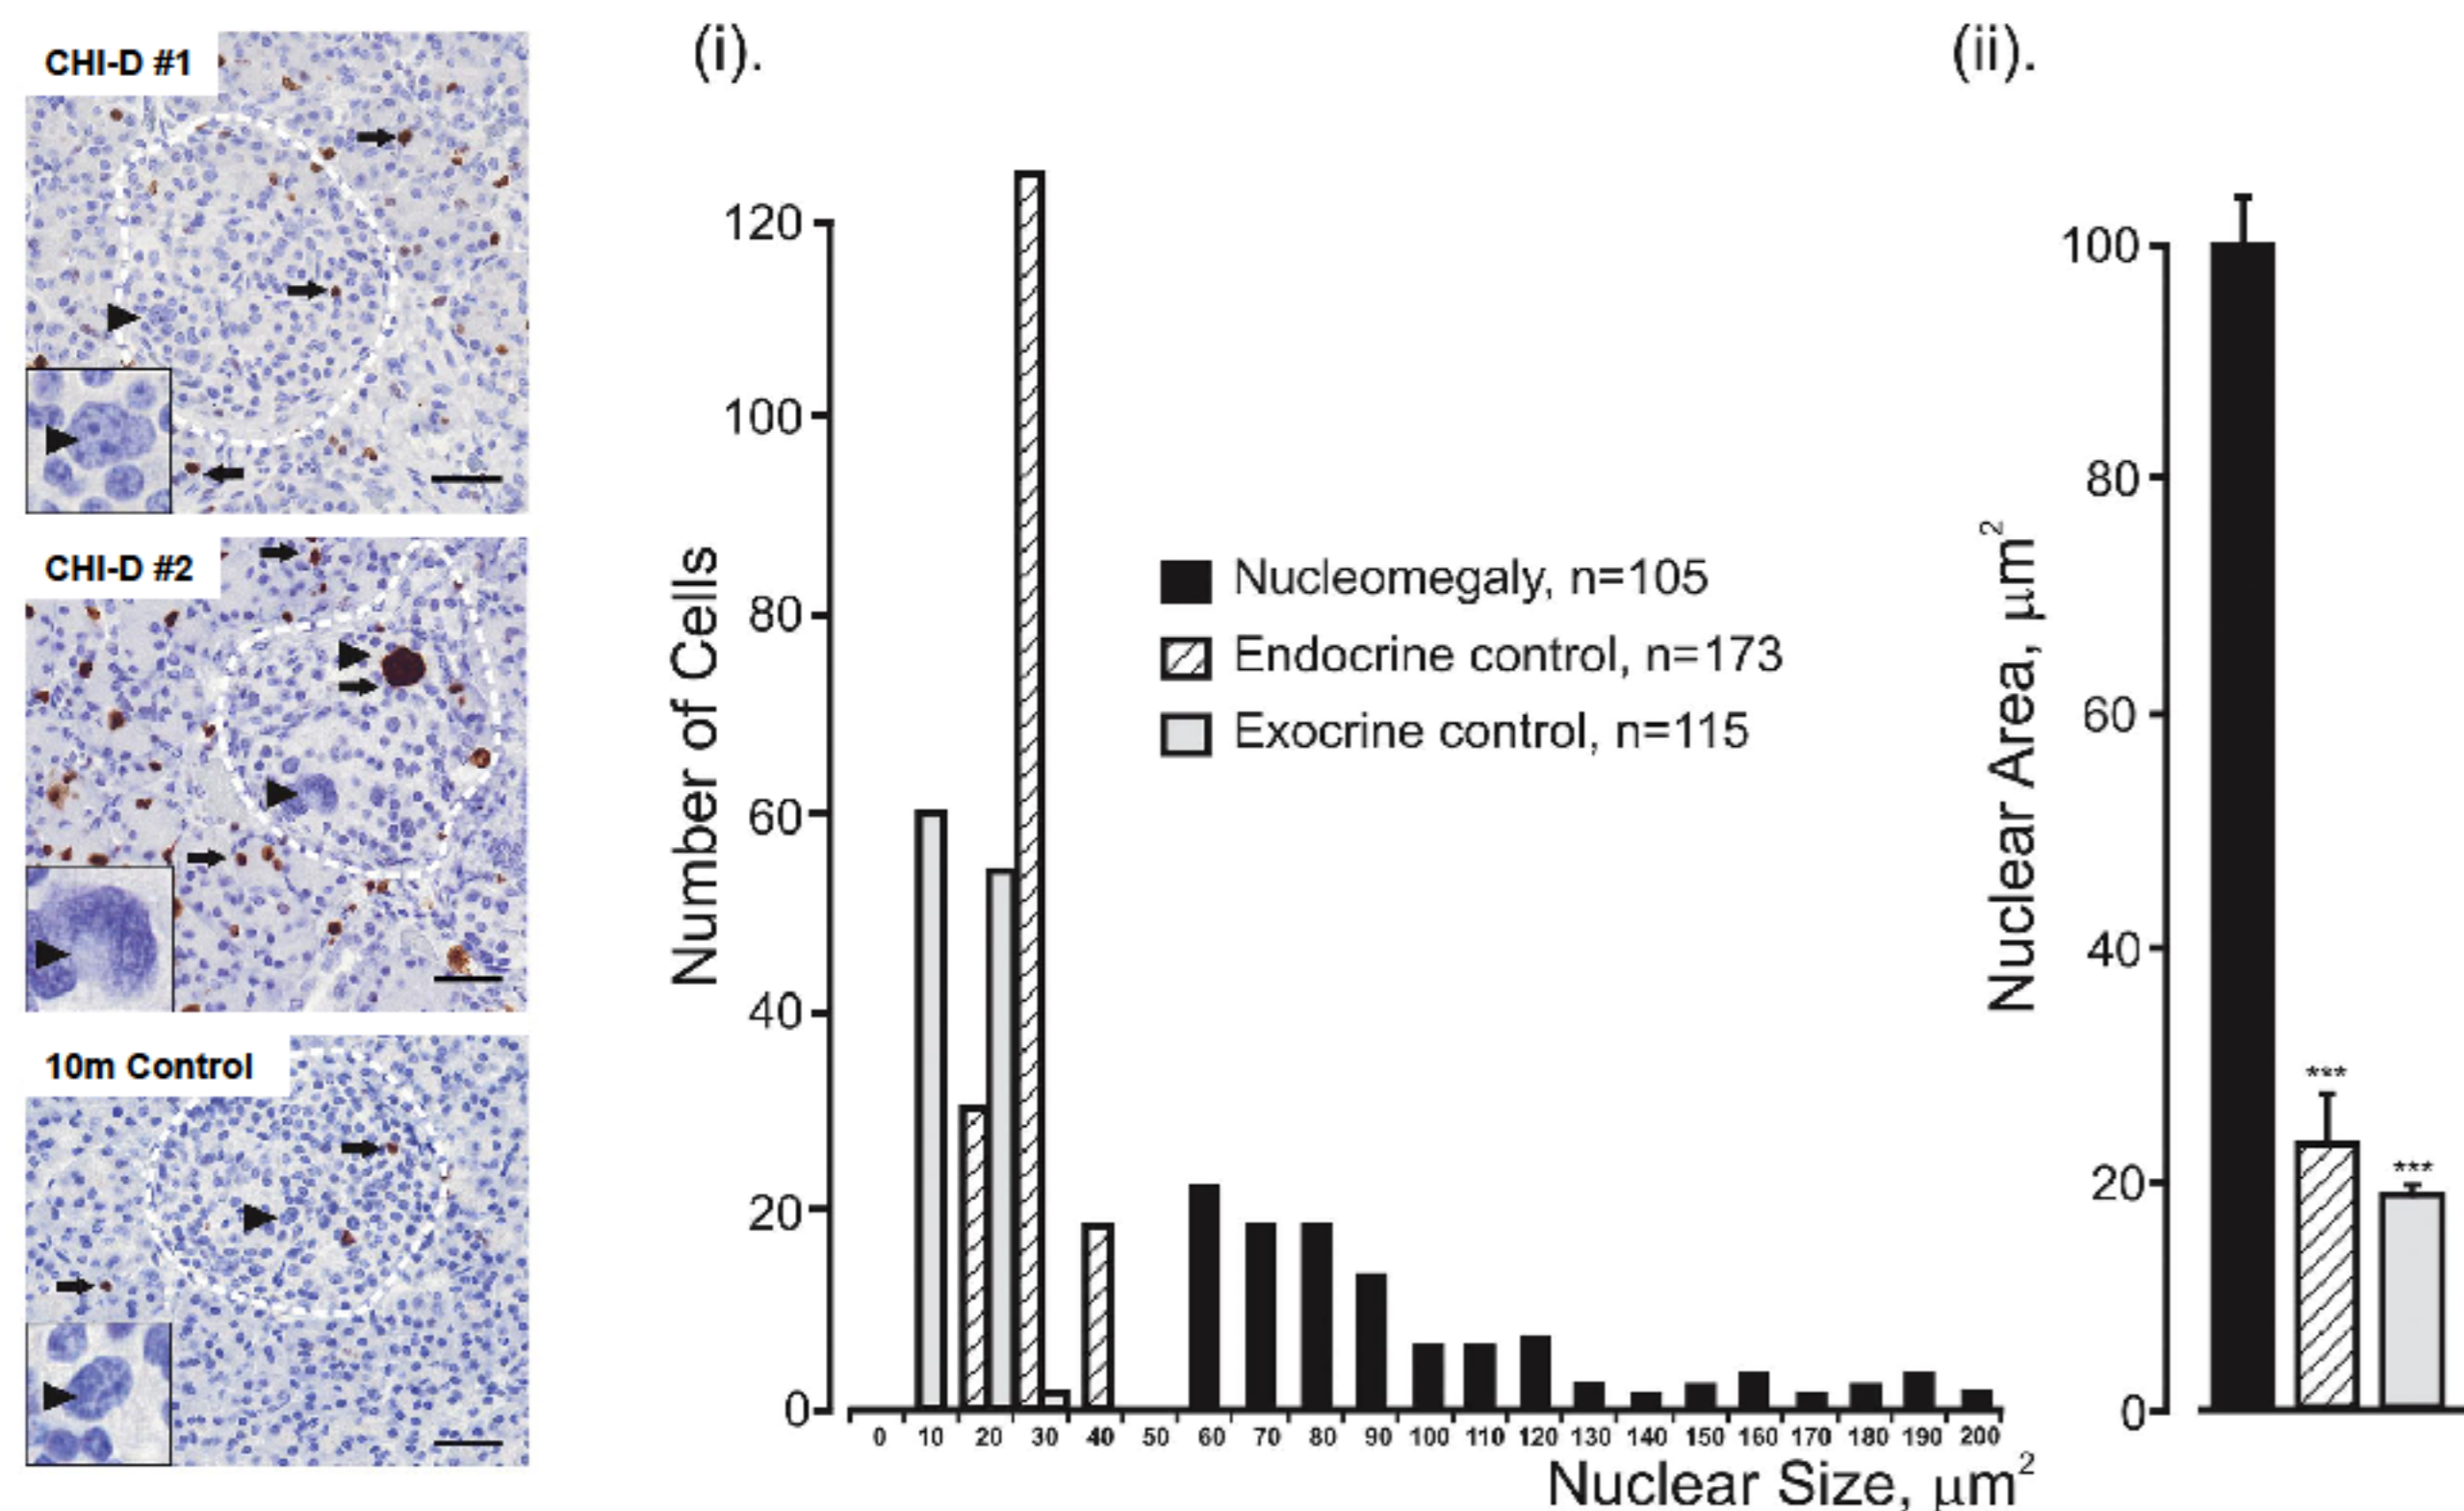 CHI-D #1
CHI-D #2
10m Control
(i).
Number of Cells
120
100
80
60
40
20
0
Nucleomegaly, n=105
Endocrine control, n=173
Exocrine control, n=115
0 10 20 30 40 50 60 70 80 90 100 110 120 130 140 150 160 170 180 190 200
Nuclear Size, μm²
(ii).
Nuclear Area, μm²
100
80
60
40
20
0
***
***